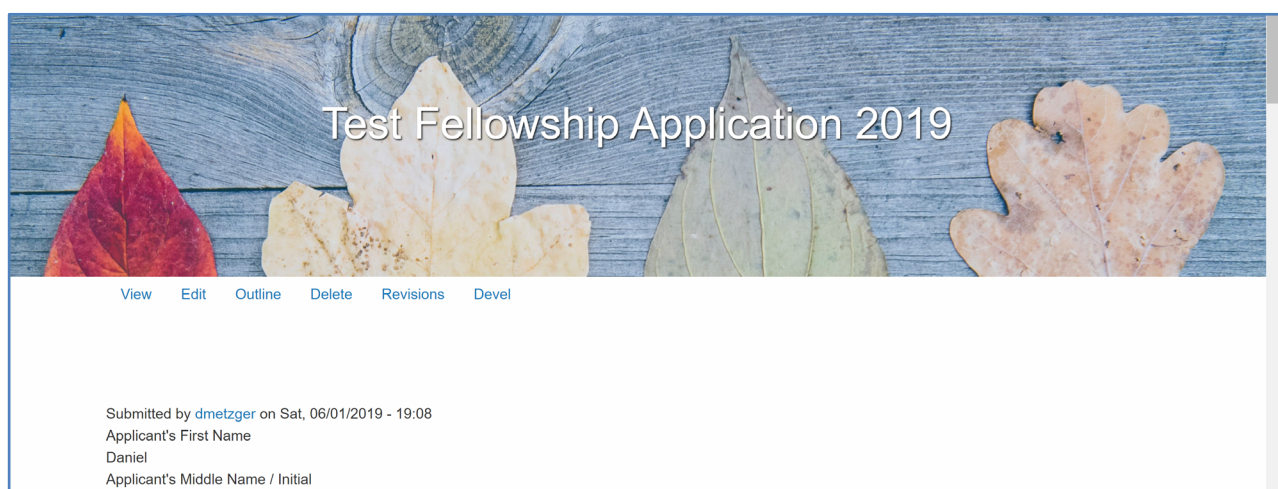 Test Fellowship Application 2019
View Edit Outline Delete Revisions Devel
Submitted by dmetzger on Sat, 06/01/2019 - 19:08
Applicant's First Name
Daniel
Applicant's Middle Name / Initial